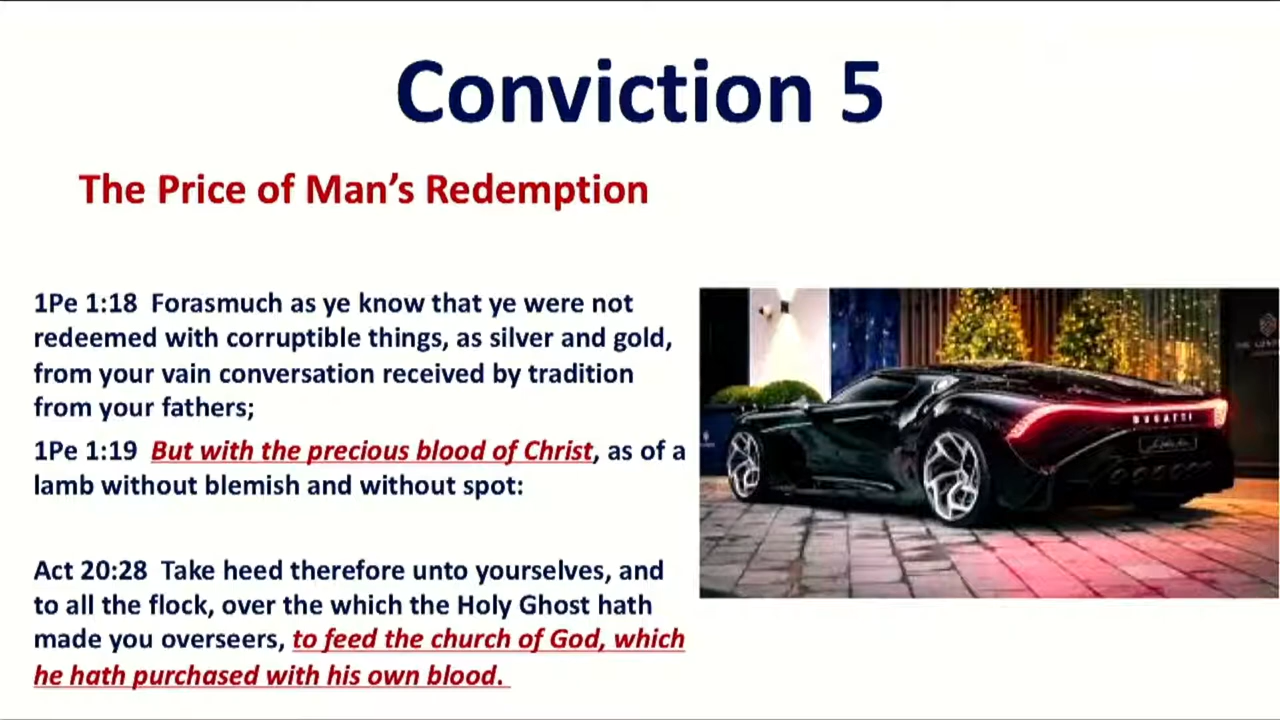 Conviction 5
The Price of Man's Redemption
1Pe 1:18 Forasmuch as ye know that ye were not
redeemed with corruptible things, as silver and gold,
from your vain conversation received by tradition
from your fathers;
1Pe 1:19 But with the precious blood of Christ, as of a
lamb without blemish and without spot:
Act 20:28 Take heed therefore unto yourselves, and
to all the flock, over the which the Holy Ghost hath
made you overseers, to feed the church of God, which
he hath purchased with his own blood.
BUGATTI